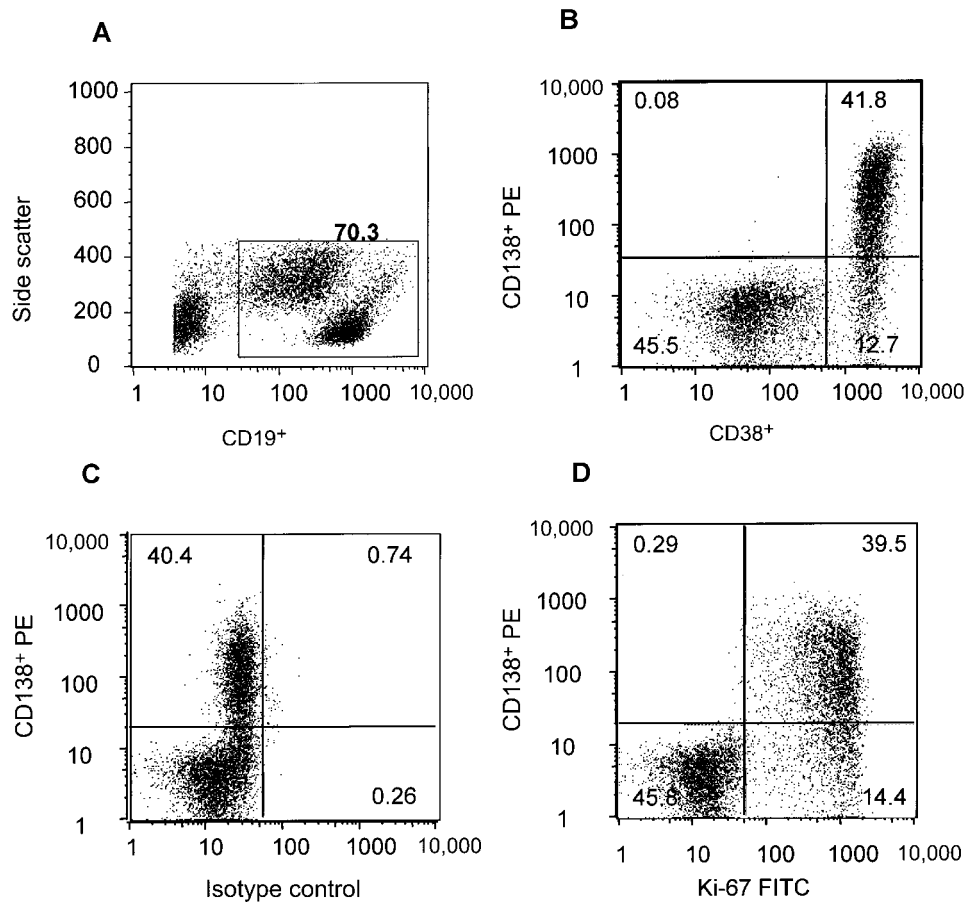 A
1000
800
600
400
200
0
Side scatter
70.3
1 10 100 1000 10,000
CD19⁺
B
10,000
1000
100
10
1
CD138⁺ PE
0.08 41.8
45.5 12.7
1 10 100 1000 10,000
CD38⁺
C
10,000
1000
100
10
1
CD138⁺ PE
40.4 0.74
0.26
1 10 100 1000 10,000
Isotype control
D
10,000
1000
100
10
1
CD138⁺ PE
0.29 39.5
45.8 14.4
1 10 100 1000 10,000
Ki-67 FITC